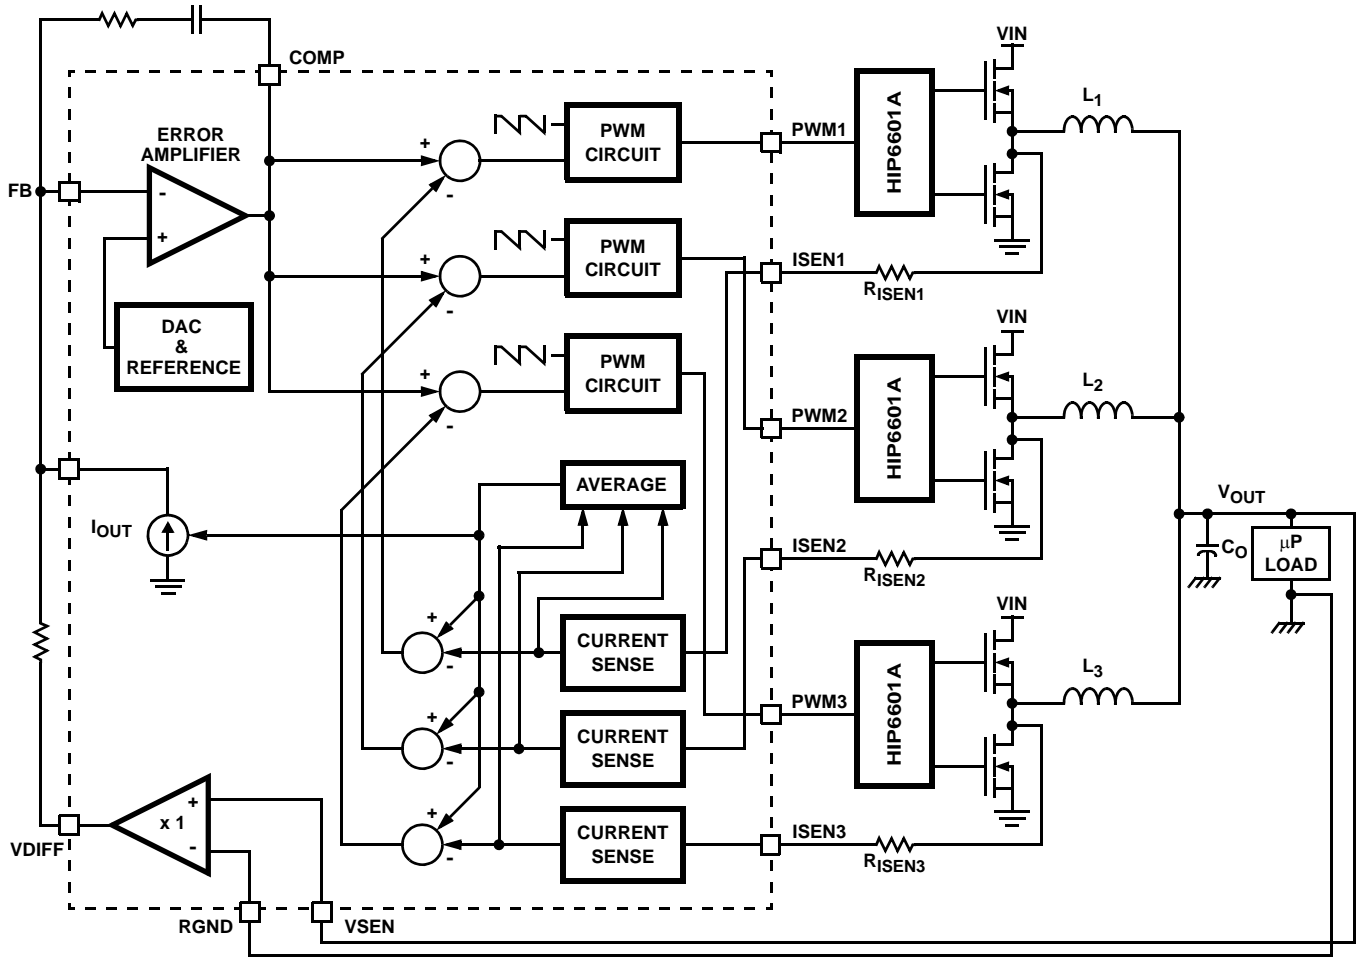 COMP
VIN
L1
ERROR
AMPLIFIER
+
-
PWM
CIRCUIT
PWM1
HIP6601A
FB
-
+
+
-
PWM
CIRCUIT
ISEN1
RISEN1
DAC
&
REFERENCE
+
-
PWM
CIRCUIT
VIN
L2
PWM2
HIP6601A
AVERAGE
IOUT
ISEN2
RISEN2
VOUT
CO
µP
LOAD
+
-
CURRENT
SENSE
VIN
L3
PWM3
HIP6601A
+
-
CURRENT
SENSE
+
x 1
-
VDIFF
+
-
CURRENT
SENSE
ISEN3
RISEN3
RGND
VSEN